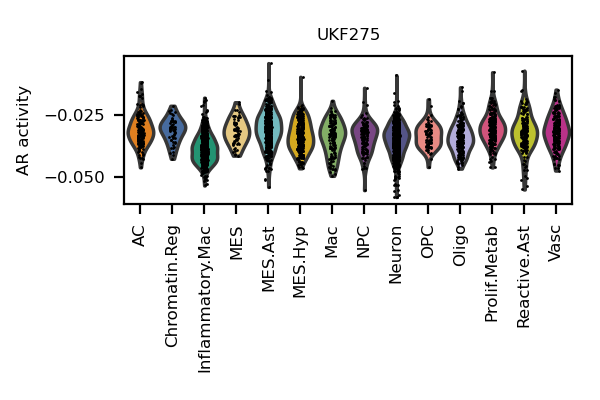 UKF275
AR activity
−0.025
−0.050
AC
Chromatin.Reg
Inflammatory.Mac
MES
MES.Ast
MES.Hyp
Mac
NPC
Neuron
OPC
Oligo
Prolif.Metab
Reactive.Ast
Vasc